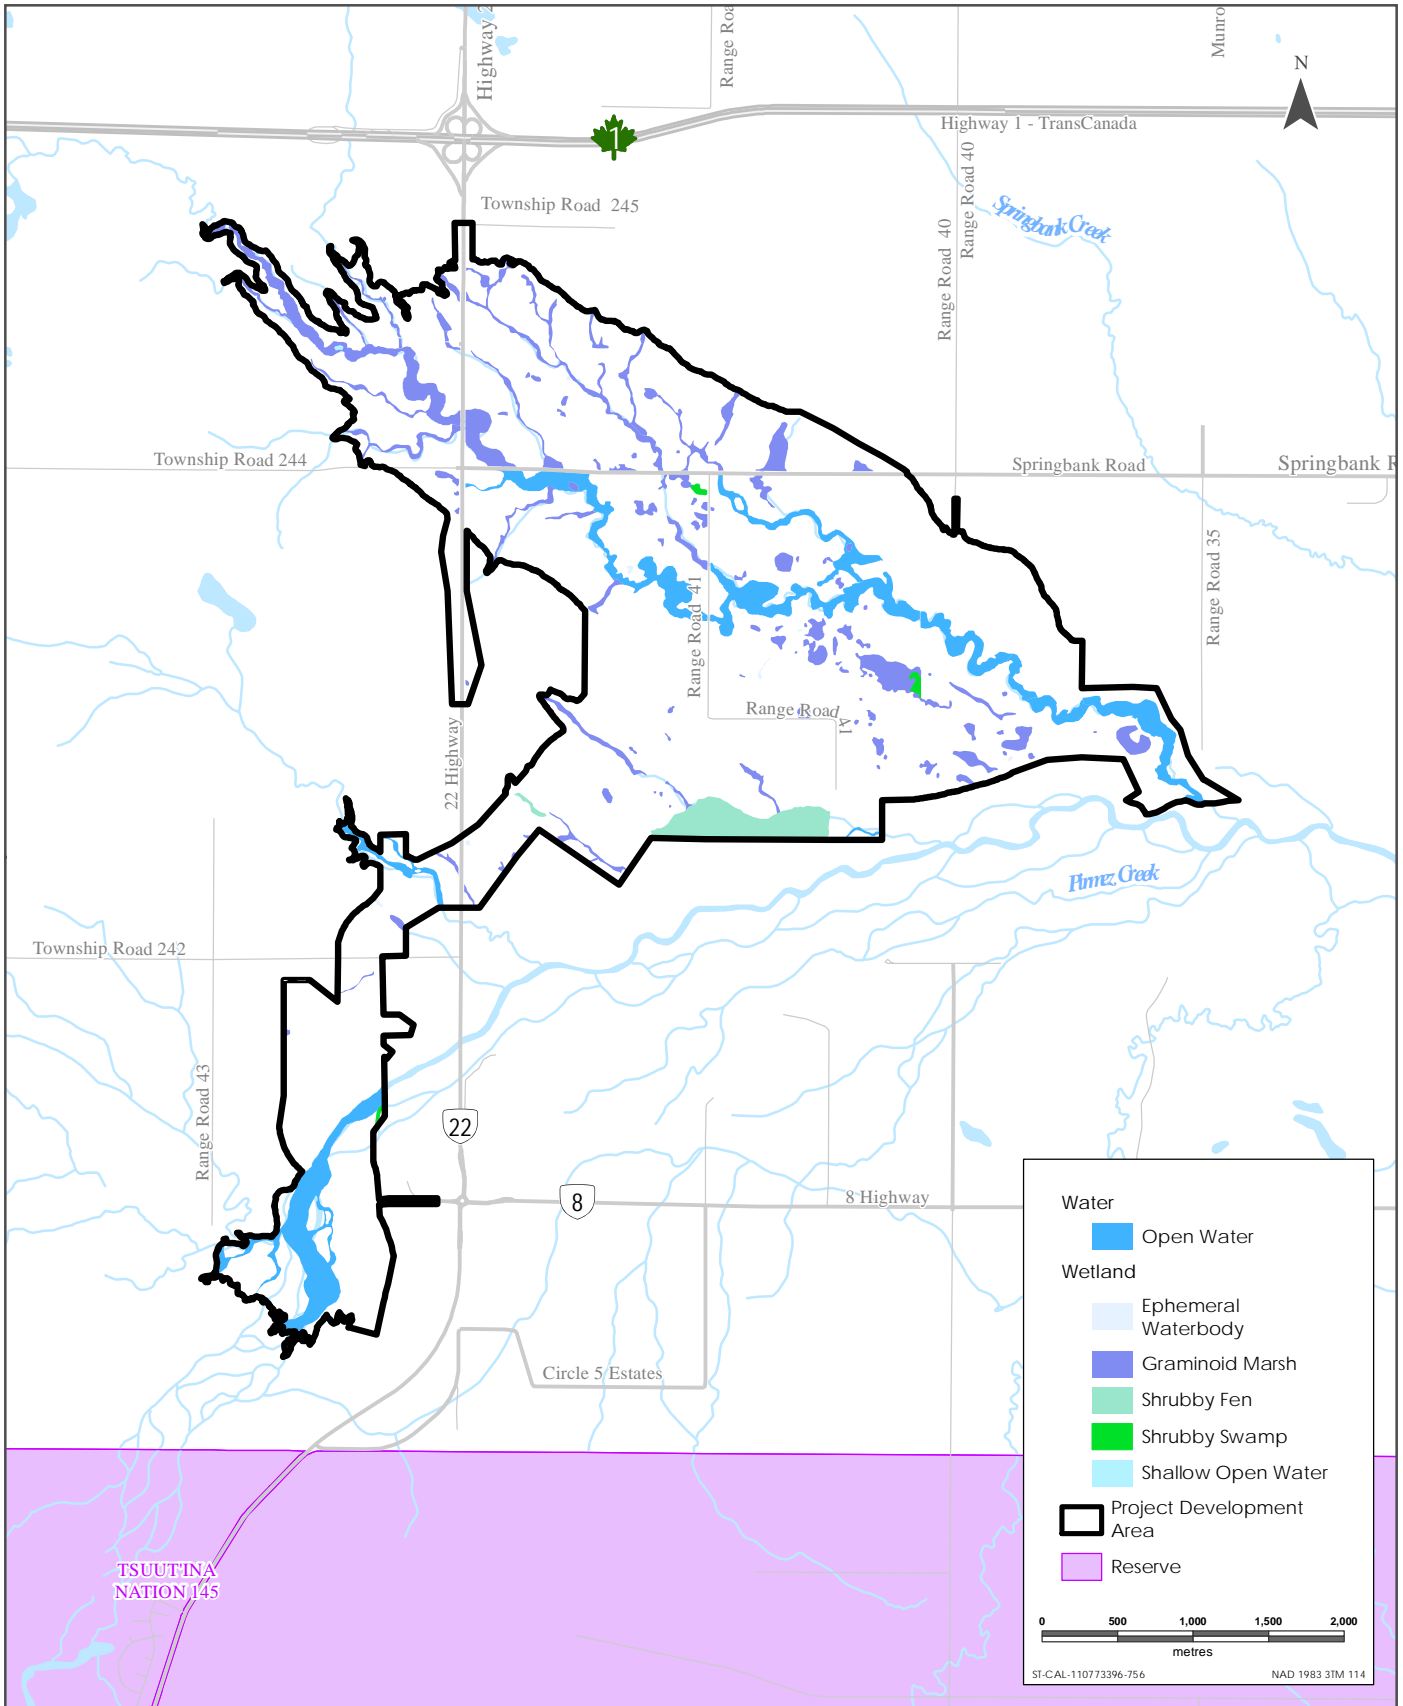 Highway 2
Range Roa
Munro
N
1
Highway 1 - TransCanada
Range Road 40
Township Road 245
Springbank Creek
Range Road 40
Township Road 244
Springbank Road
Springbank R
Range Road 35
Range Road 41
Range Road 41
22 Highway
Pirmez Creek
Township Road 242
Range Road 43
22
8
8 Highway
Circle 5 Estates
TSUUT'INA
NATION 145
Water
Open Water
Wetland
Ephemeral
Waterbody
Graminoid Marsh
Shrubby Fen
Shrubby Swamp
Shallow Open Water
Project Development
Area
Reserve
0 500 1,000 1,500 2,000
metres
ST-CAL-110773396-756 NAD 1983 3TM 114